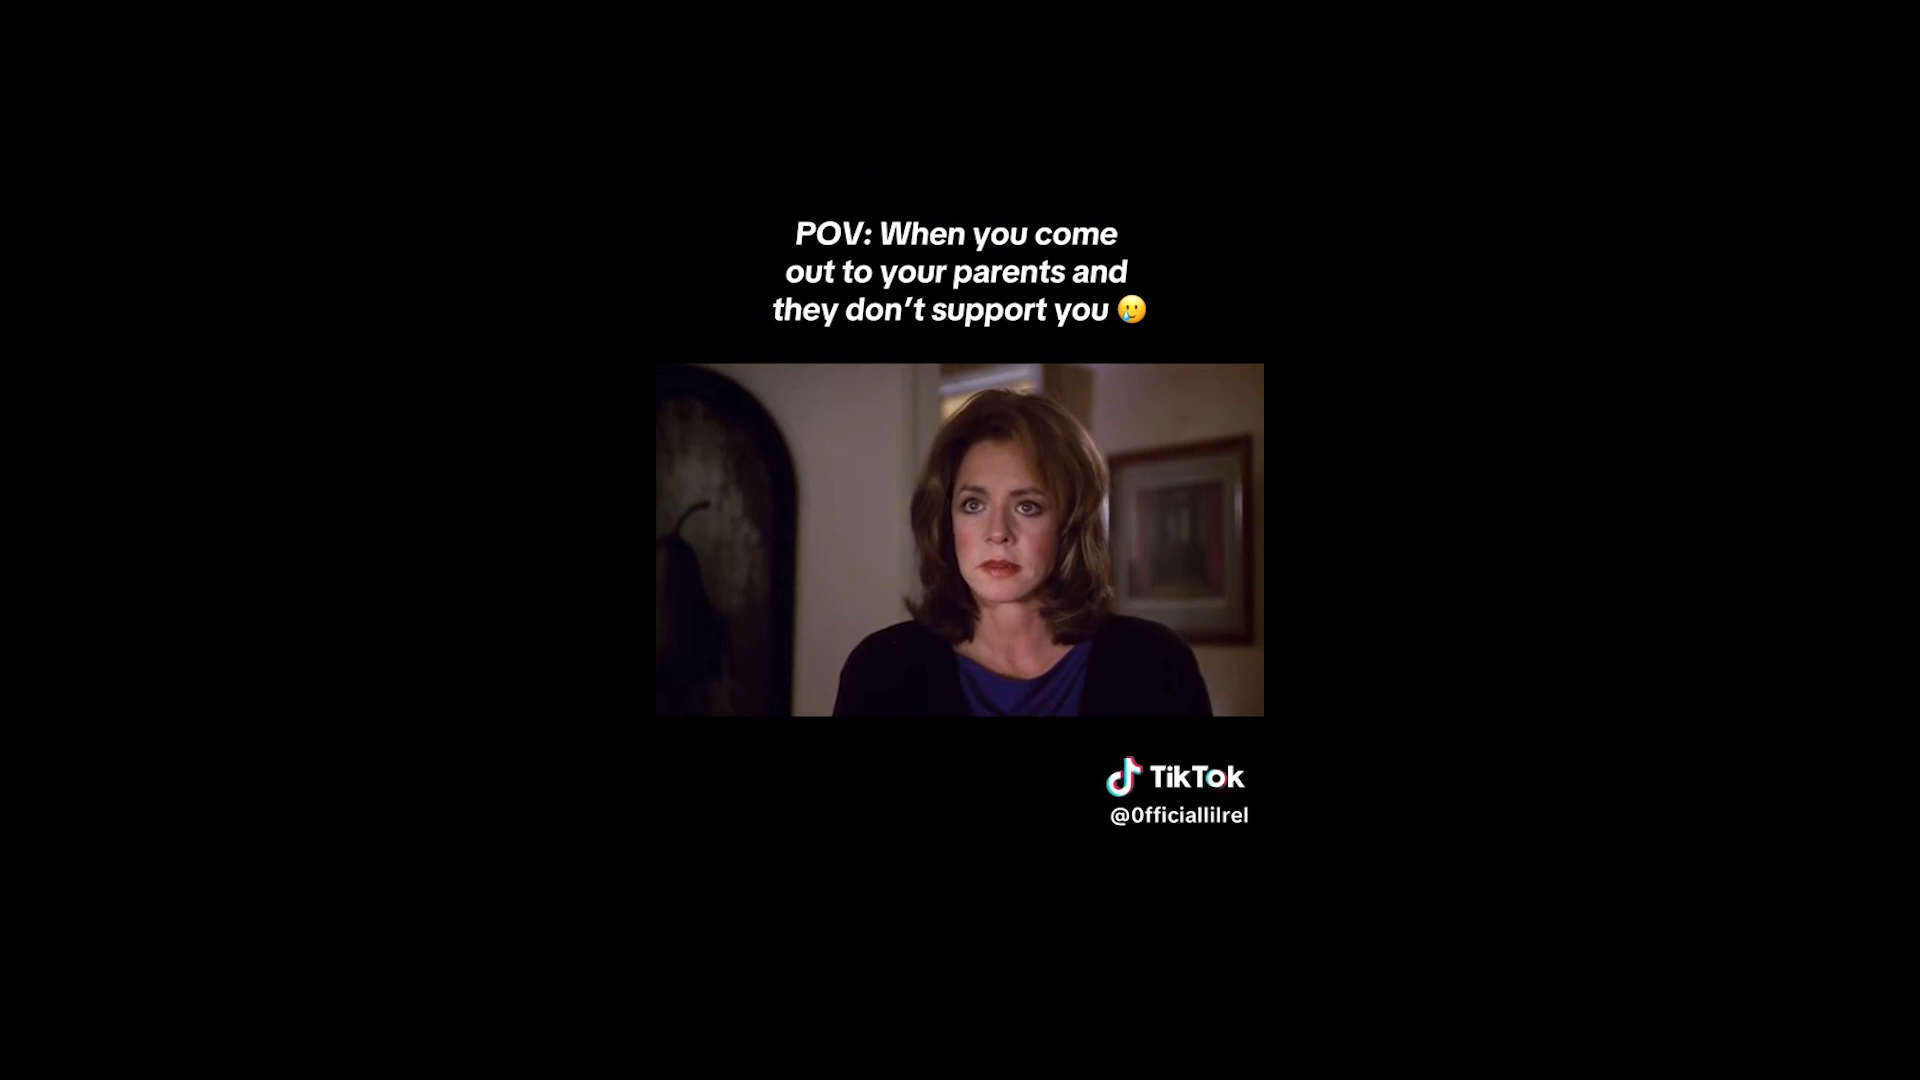 POV: When you come
out to your parents and
they don't support you 🥲
TikTok
@0fficiallilrel